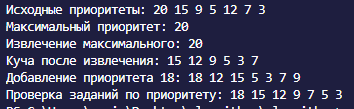 Исходные приоритеты: 20 15 9 5 12 7 3
Максимальный приоритет: 20
Извлечение максимального: 20
Куча после извлечения: 15 12 9 5 3 7
Добавление приоритета 18: 18 12 15 5 3 7 9
Проверка заданий по приоритету: 18 15 12 9 7 5 3